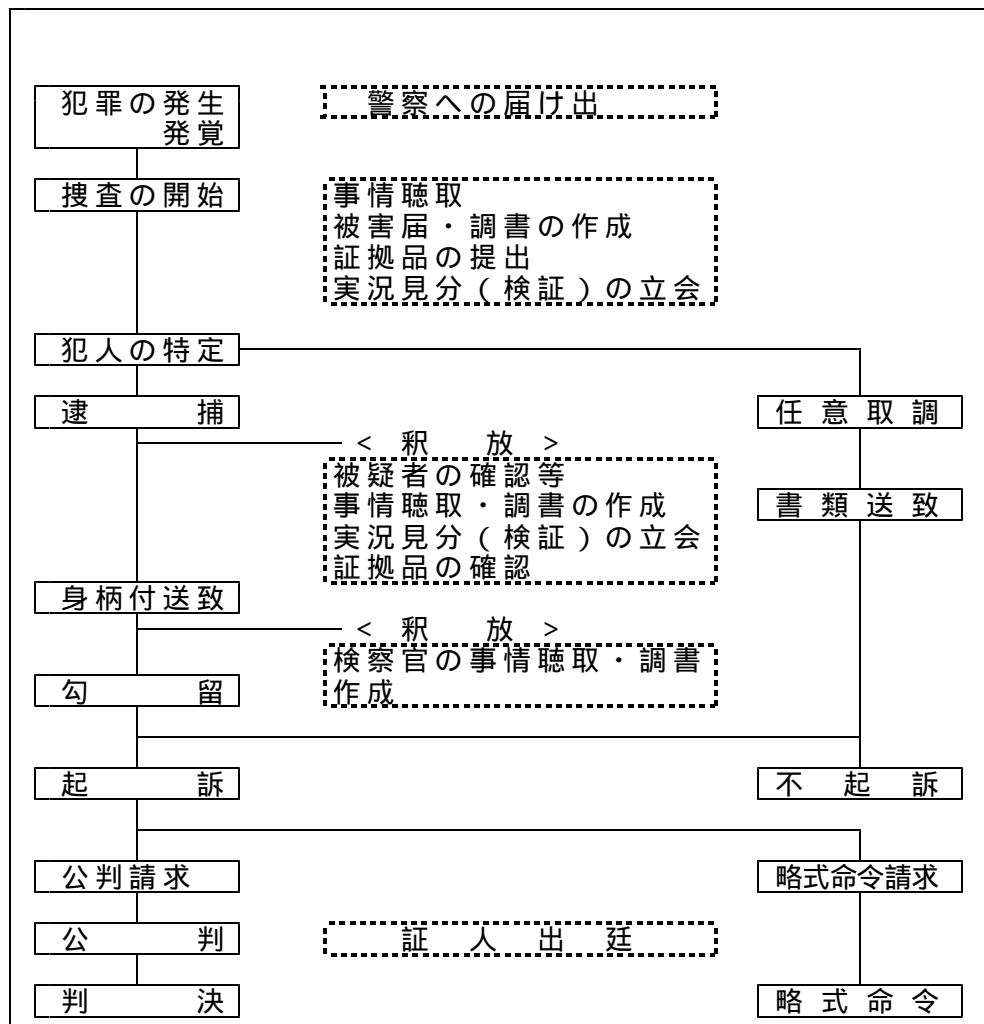 犯罪の発生 警察への届け出
発覚
捜査の開始 事情聴取
被害届・調書の作成
証拠品の提出
実況見分(検証)の立会
犯人の特定
逮捕 任意取調
<釈放>
被疑者の確認等
事情聴取・調書の作成 書類送致
実況見分(検証)の立会
証拠品の確認
身柄付送致
<釈放>
検察官の事情聴取・調書
勾留 作成
起訴 不起訴
公判請求 略式命令請求
公判 証人出廷
判決 略式命令